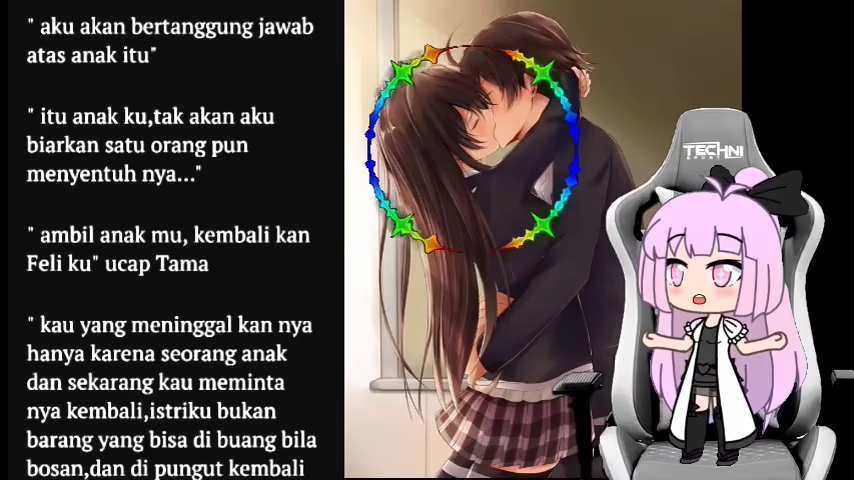 " aku akan bertanggung jawab
atas anak itu"
" itu anak ku,tak akan aku
biarkan satu orang pun
menyentuh nya..."
" ambil anak mu, kembali kan
Feli ku" ucap Tama
" kau yang meninggal kan nya
hanya karena seorang anak
dan sekarang kau meminta
nya kembali,istriku bukan
barang yang bisa di buang bila
bosan,dan di pungut kembali
TECHNI
SPORT